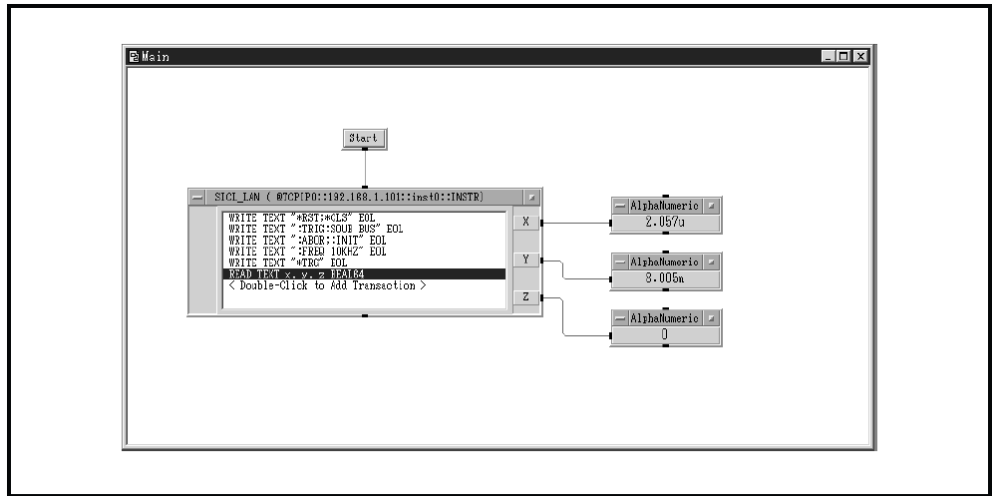 Main
Start
SICL_LAN ( @TCPIP0::192.168.1.101::inst0::INSTR)
WRITE TEXT "*RST;*CLS" EOL
WRITE TEXT ":TRIG:SOUR BUS" EOL
WRITE TEXT ":ABOR;:INIT" EOL
WRITE TEXT ":FREQ 10KHZ" EOL
WRITE TEXT "*TRG" EOL
READ TEXT x, y, z REAL64
< Double-Click to Add Transaction >
X
Y
Z
AlphaNumeric
2.057u
AlphaNumeric
8.005m
AlphaNumeric
0